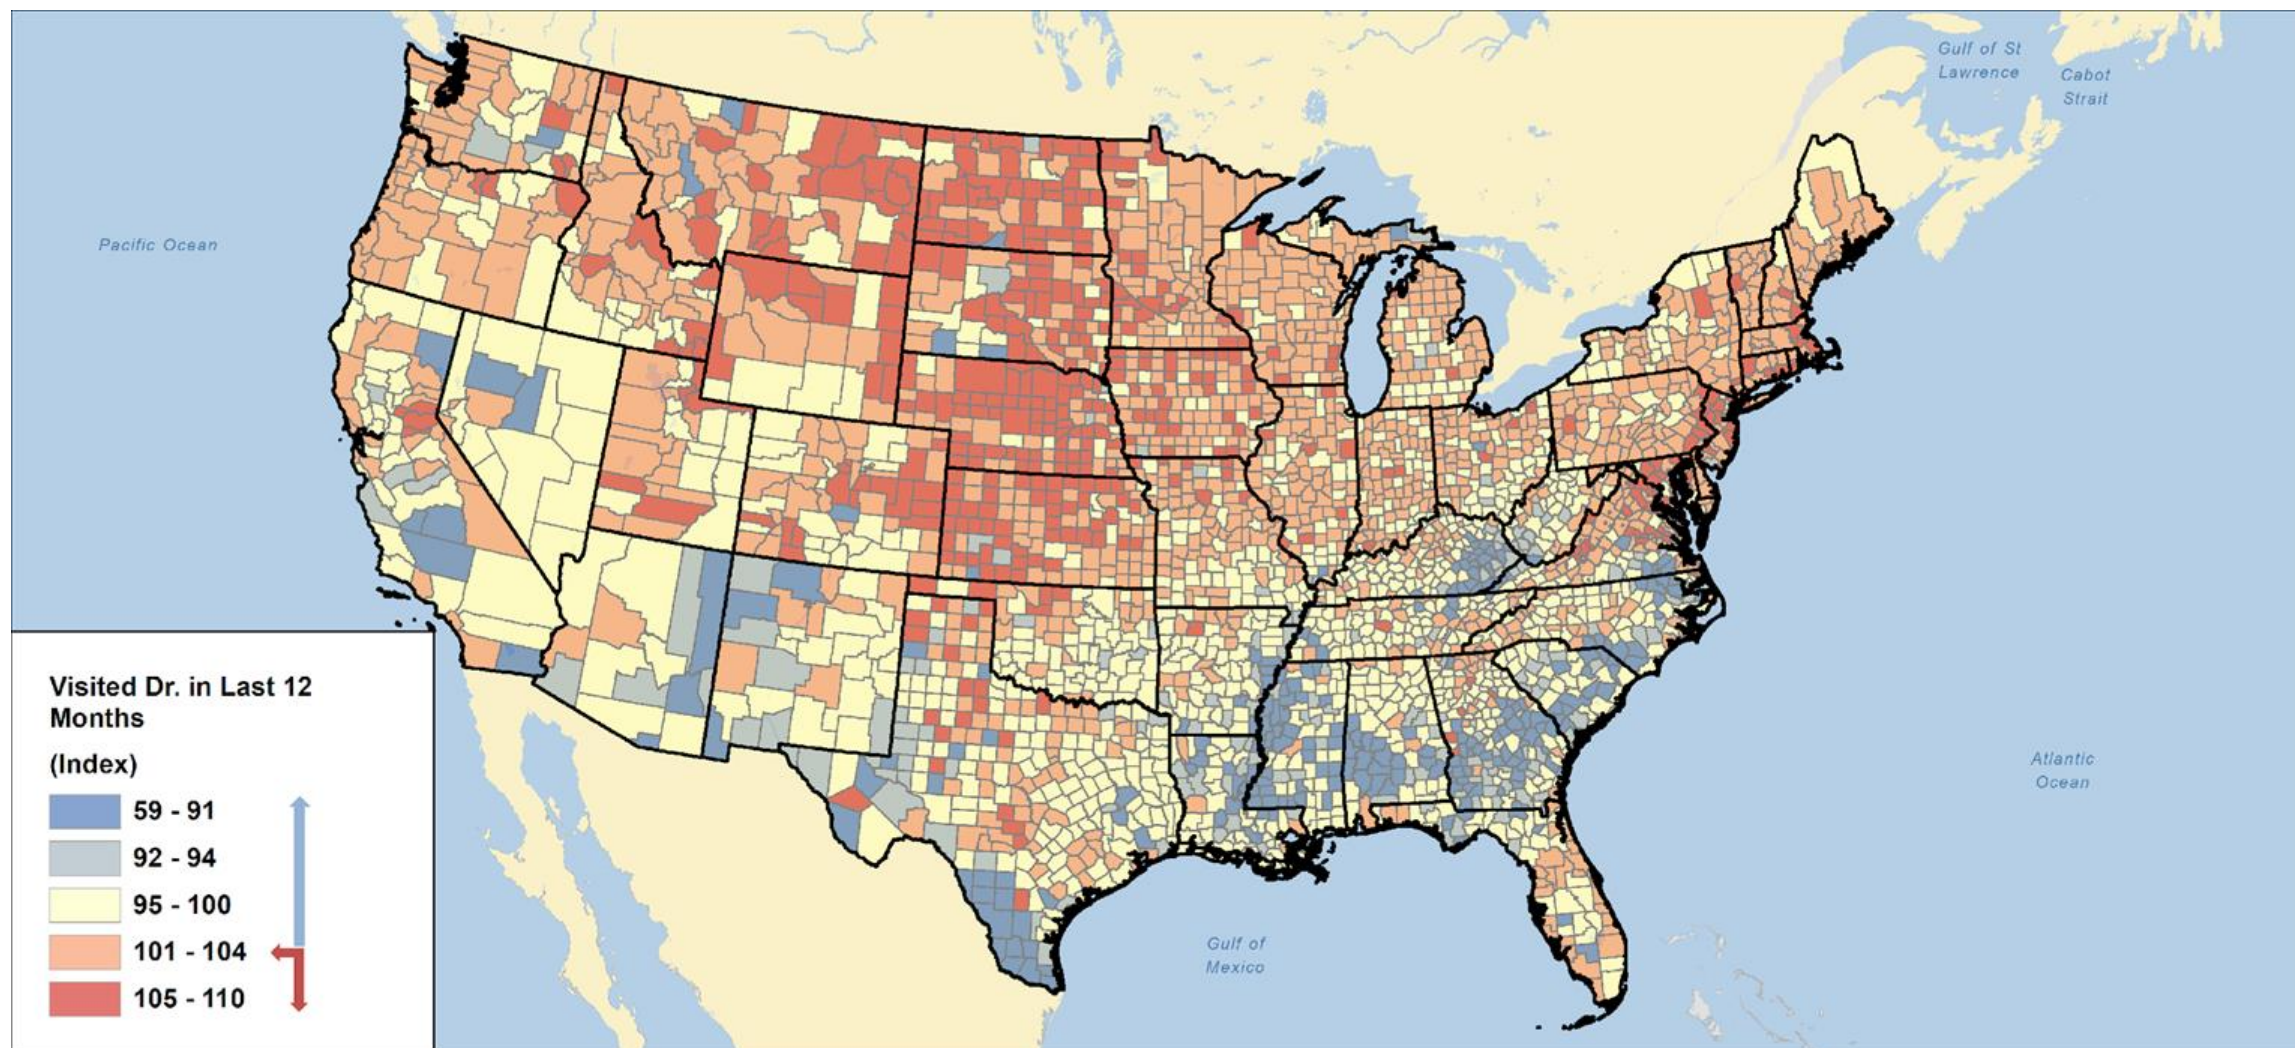 Gulf of St
Lawrence
Cabot
Strait
Pacific Ocean
Visited Dr. in Last 12
Months
(Index)
59 - 91
92 - 94
95 - 100
101 - 104
105 - 110
Atlantic
Ocean
Gulf of
Mexico